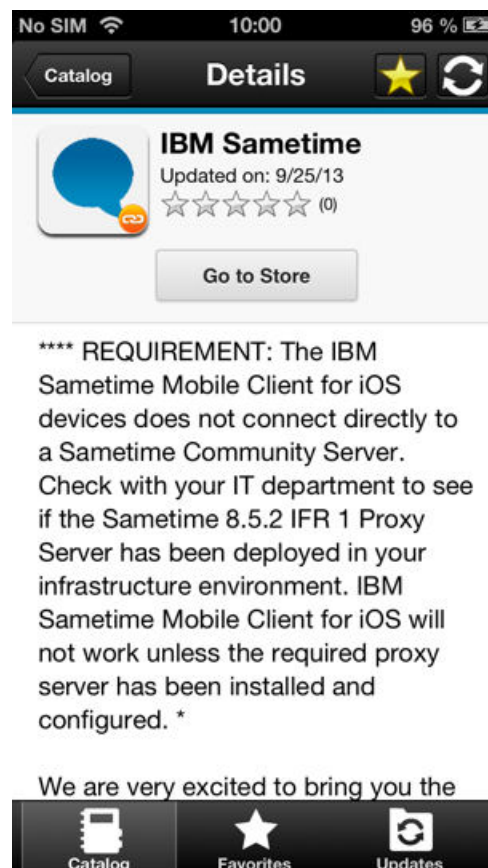 No SIM 10:00 96 %
Catalog Details
IBM Sametime
Updated on: 9/25/13
(0)
Go to Store
**** REQUIREMENT: The IBM
Sametime Mobile Client for iOS
devices does not connect directly to
a Sametime Community Server.
Check with your IT department to see
if the Sametime 8.5.2 IFR 1 Proxy
Server has been deployed in your
infrastructure environment. IBM
Sametime Mobile Client for iOS will
not work unless the required proxy
server has been installed and
configured. *
We are very excited to bring you the
Catalog Favorites Updates